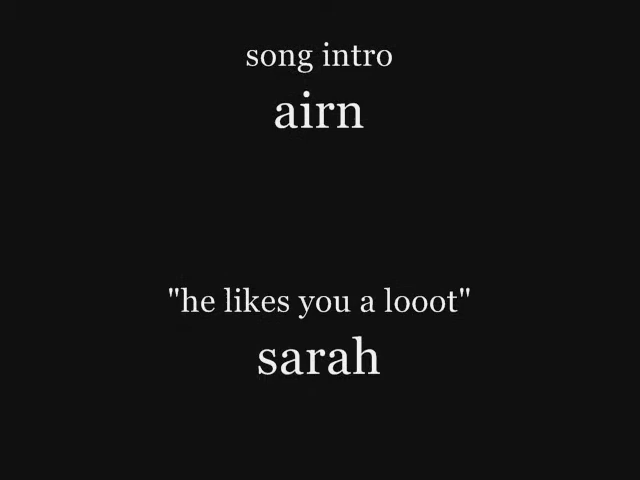 song intro
airn
"he likes you a looot"
sarah